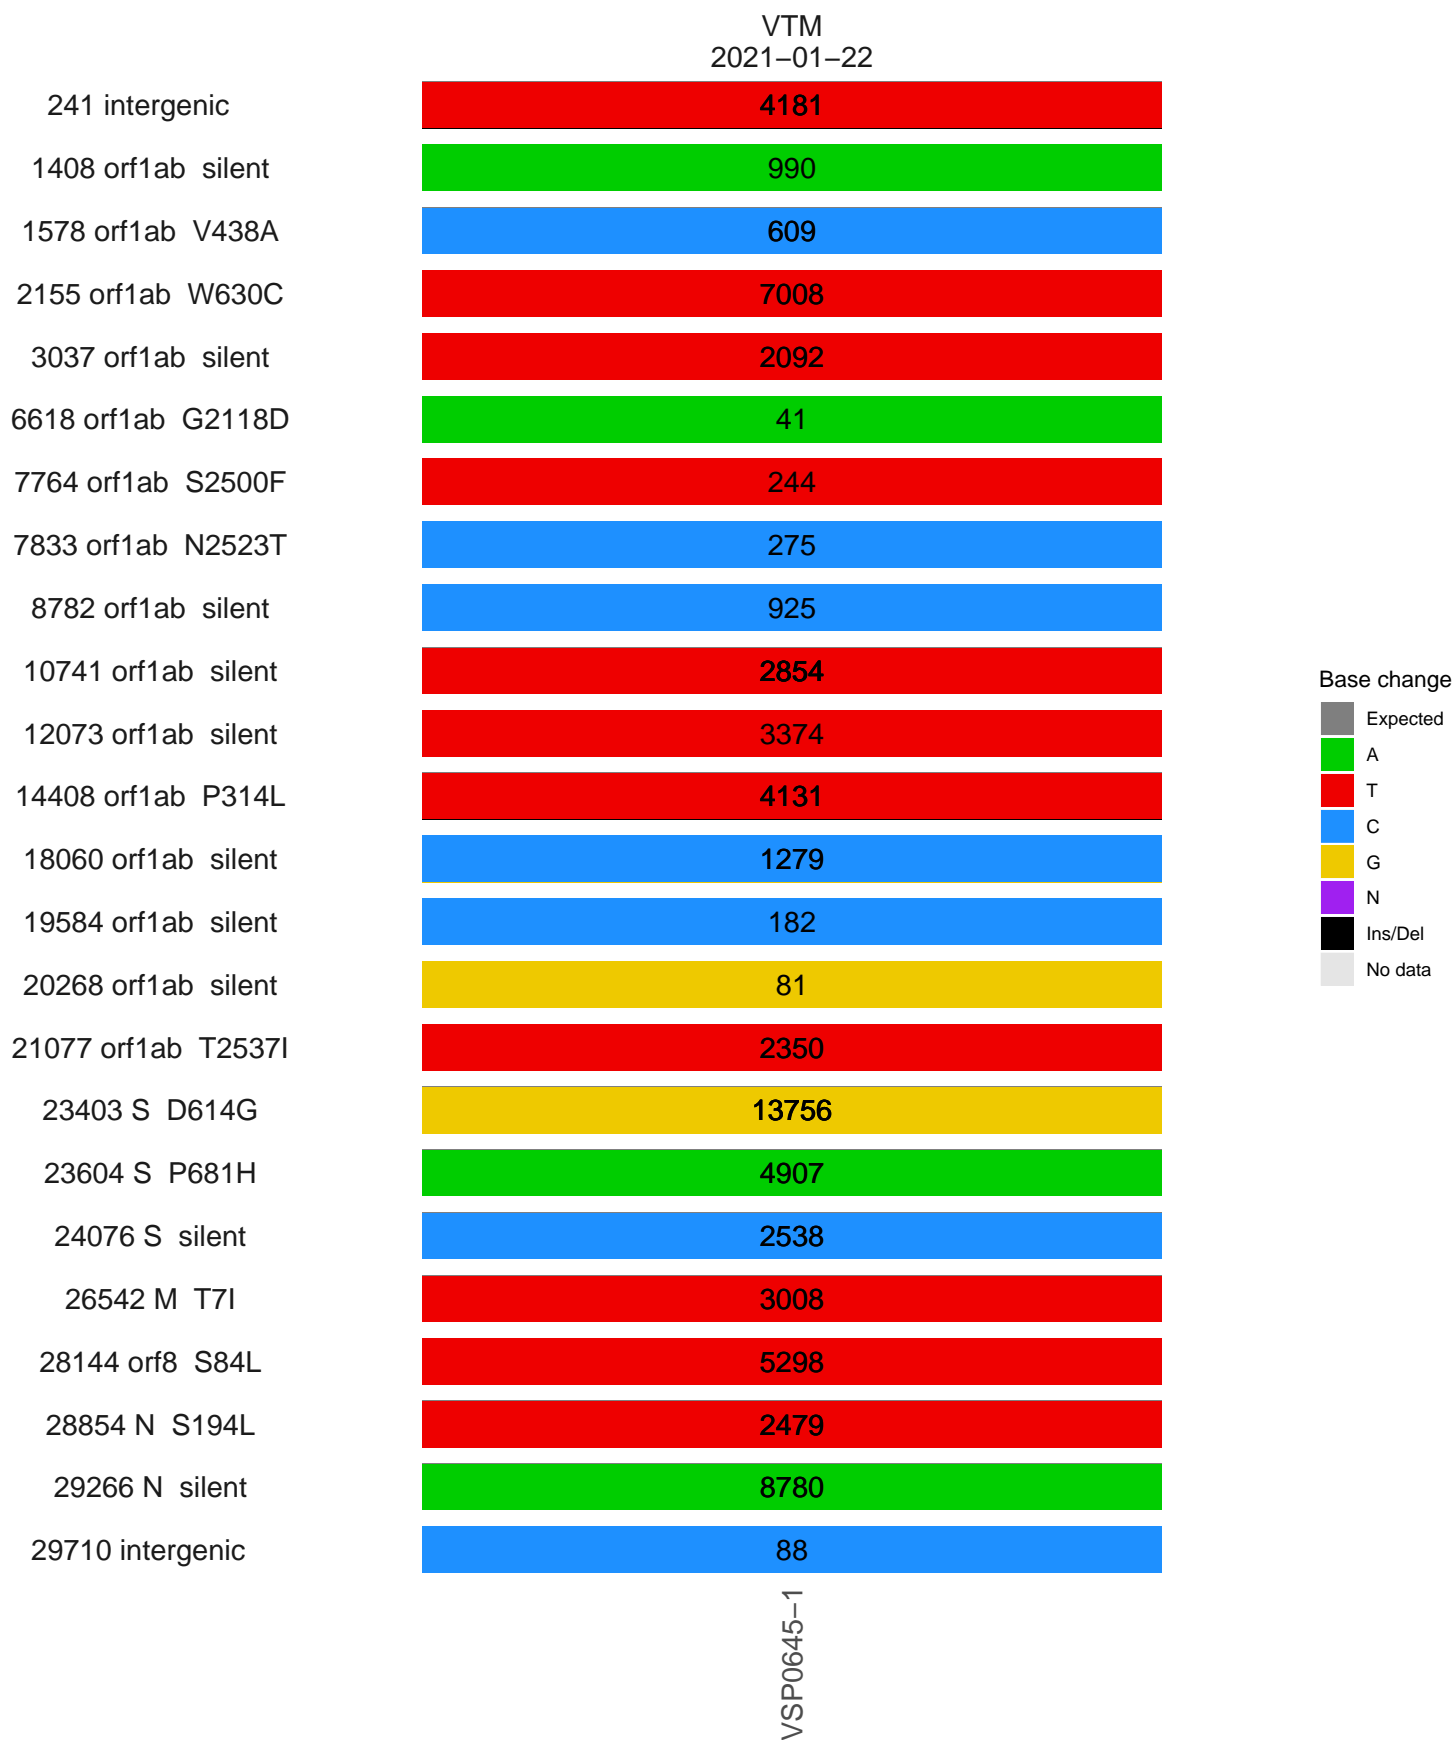 VTM
2021−01−22
241 intergenic 4181
1408 orf1ab silent 990
1578 orf1ab V438A 609
2155 orf1ab W630C 7008
3037 orf1ab silent 2092
6618 orf1ab G2118D 41
7764 orf1ab S2500F 244
7833 orf1ab N2523T 275
8782 orf1ab silent 925
10741 orf1ab silent 2854
12073 orf1ab silent 3374
14408 orf1ab P314L 4131
18060 orf1ab silent 1279
19584 orf1ab silent 182
20268 orf1ab silent 81
21077 orf1ab T2537I 2350
23403 S D614G 13756
23604 S P681H 4907
24076 S silent 2538
26542 M T7I 3008
28144 orf8 S84L 5298
28854 N S194L 2479
29266 N silent 8780
29710 intergenic 88
VSP0645−1
Base change
Expected
A
T
C
G
N
Ins/Del
No data